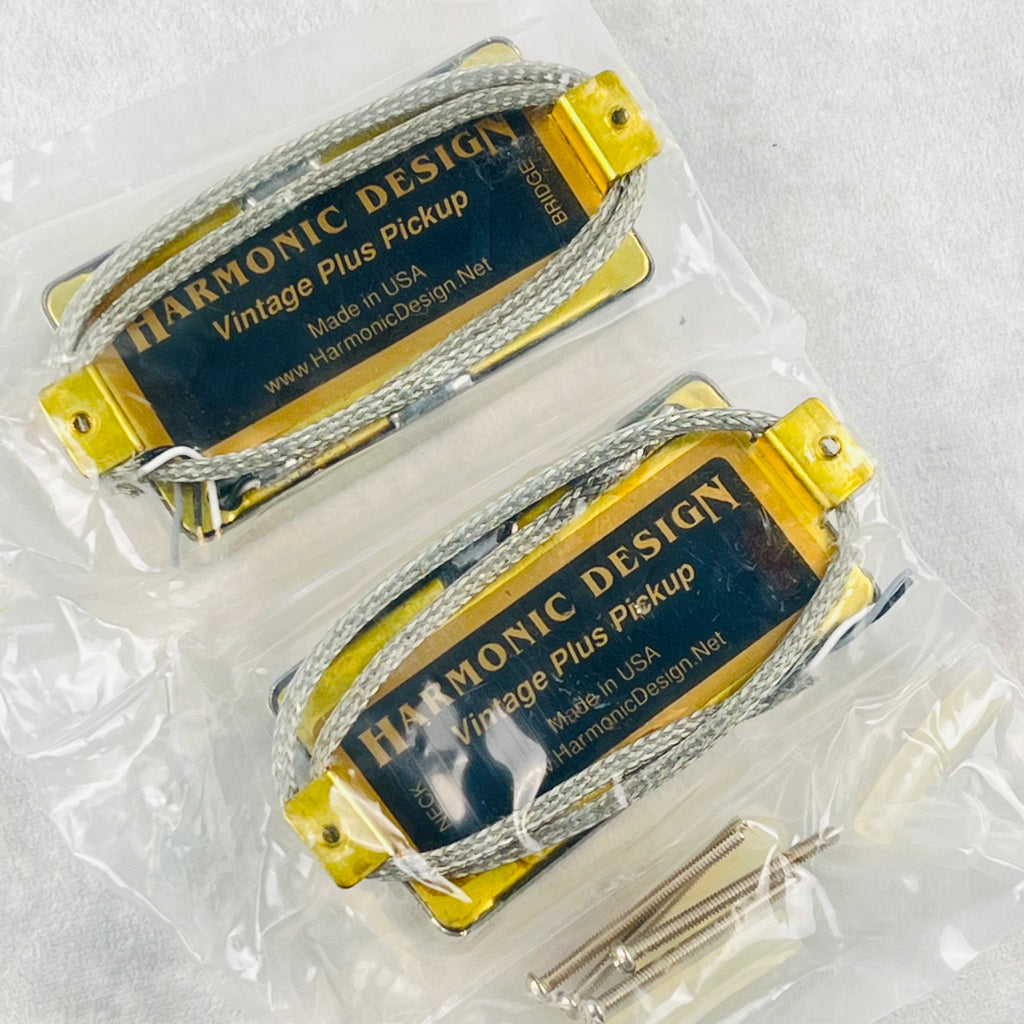 HARMONIC DESIGN
Vintage Plus Pickup
Made in USA
www.HarmonicDesign.Net
BRIDGE
HARMONIC DESIGN
Vintage Plus Pickup
Made in USA
.HarmonicDesign.Net
NECK